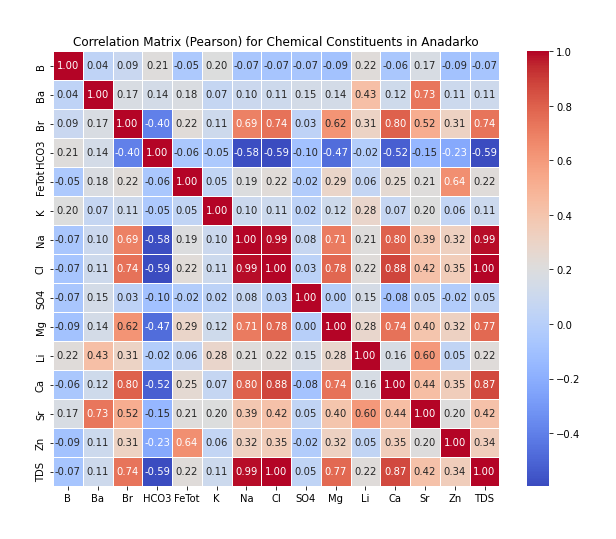 Correlation Matrix (Pearson) for Chemical Constituents in Anadarko
B 1.00 0.04 0.09 0.21 -0.05 0.20 -0.07 -0.07 -0.07 -0.09 0.22 -0.06 0.17 -0.09 -0.07
Ba 0.04 1.00 0.17 0.14 0.18 0.07 0.10 0.11 0.15 0.14 0.43 0.12 0.73 0.11 0.11
Br 0.09 0.17 1.00 -0.40 0.22 0.11 0.69 0.74 0.03 0.62 0.31 0.80 0.52 0.31 0.74
HCO3 0.21 0.14 -0.40 1.00 -0.06 -0.05 -0.58 -0.59 -0.10 -0.47 -0.02 -0.52 -0.15 -0.23 -0.59
FeTot -0.05 0.18 0.22 -0.06 1.00 0.05 0.19 0.22 -0.02 0.29 0.06 0.25 0.21 0.64 0.22
K 0.20 0.07 0.11 -0.05 0.05 1.00 0.10 0.11 0.02 0.12 0.28 0.07 0.20 0.06 0.11
Na -0.07 0.10 0.69 -0.58 0.19 0.10 1.00 0.99 0.08 0.71 0.21 0.80 0.39 0.32 0.99
Cl -0.07 0.11 0.74 -0.59 0.22 0.11 0.99 1.00 0.03 0.78 0.22 0.88 0.42 0.35 1.00
SO4 -0.07 0.15 0.03 -0.10 -0.02 0.02 0.08 0.03 1.00 0.00 0.15 -0.08 0.05 -0.02 0.05
Mg -0.09 0.14 0.62 -0.47 0.29 0.12 0.71 0.78 0.00 1.00 0.28 0.74 0.40 0.32 0.77
Li 0.22 0.43 0.31 -0.02 0.06 0.28 0.21 0.22 0.15 0.28 1.00 0.16 0.60 0.05 0.22
Ca -0.06 0.12 0.80 -0.52 0.25 0.07 0.80 0.88 -0.08 0.74 0.16 1.00 0.44 0.35 0.87
Sr 0.17 0.73 0.52 -0.15 0.21 0.20 0.39 0.42 0.05 0.40 0.60 0.44 1.00 0.20 0.42
Zn -0.09 0.11 0.31 -0.23 0.64 0.06 0.32 0.35 -0.02 0.32 0.05 0.35 0.20 1.00 0.34
TDS -0.07 0.11 0.74 -0.59 0.22 0.11 0.99 1.00 0.05 0.77 0.22 0.87 0.42 0.34 1.00
B Ba Br HCO3 FeTot K Na Cl SO4 Mg Li Ca Sr Zn TDS
1.0
0.8
0.6
0.4
0.2
0.0
−0.2
−0.4